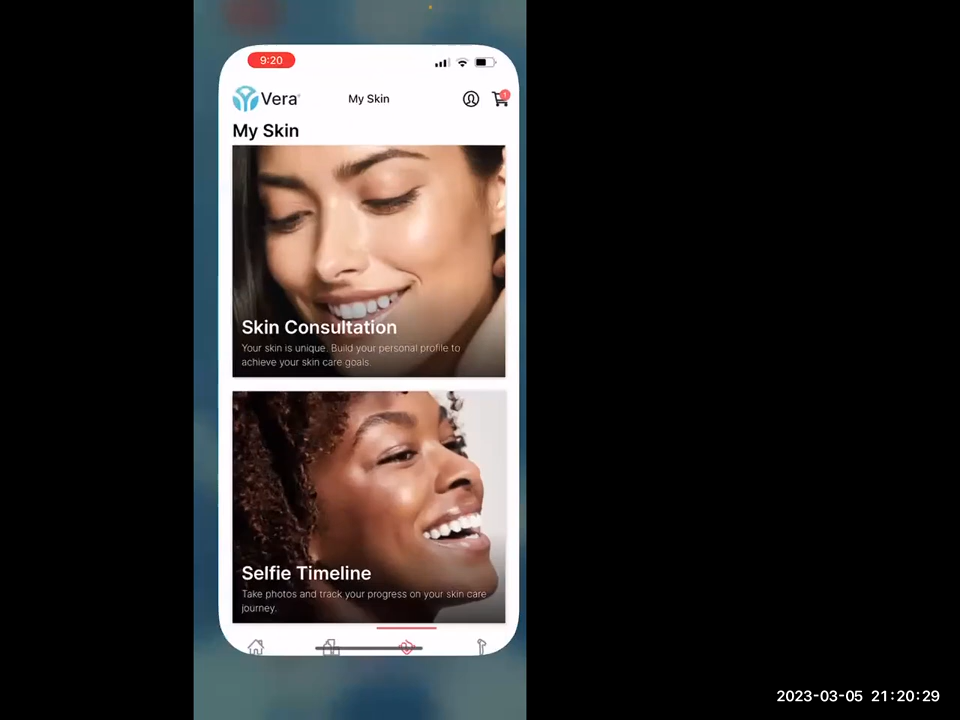 9:20
Vera
My Skin
1
My Skin
Skin Consultation
Your skin is unique. Build your personal profile to
achieve your skin care goals.
Selfie Timeline
Take photos and track your progress on your skin care
journey.
2023-03-05 21:20:29